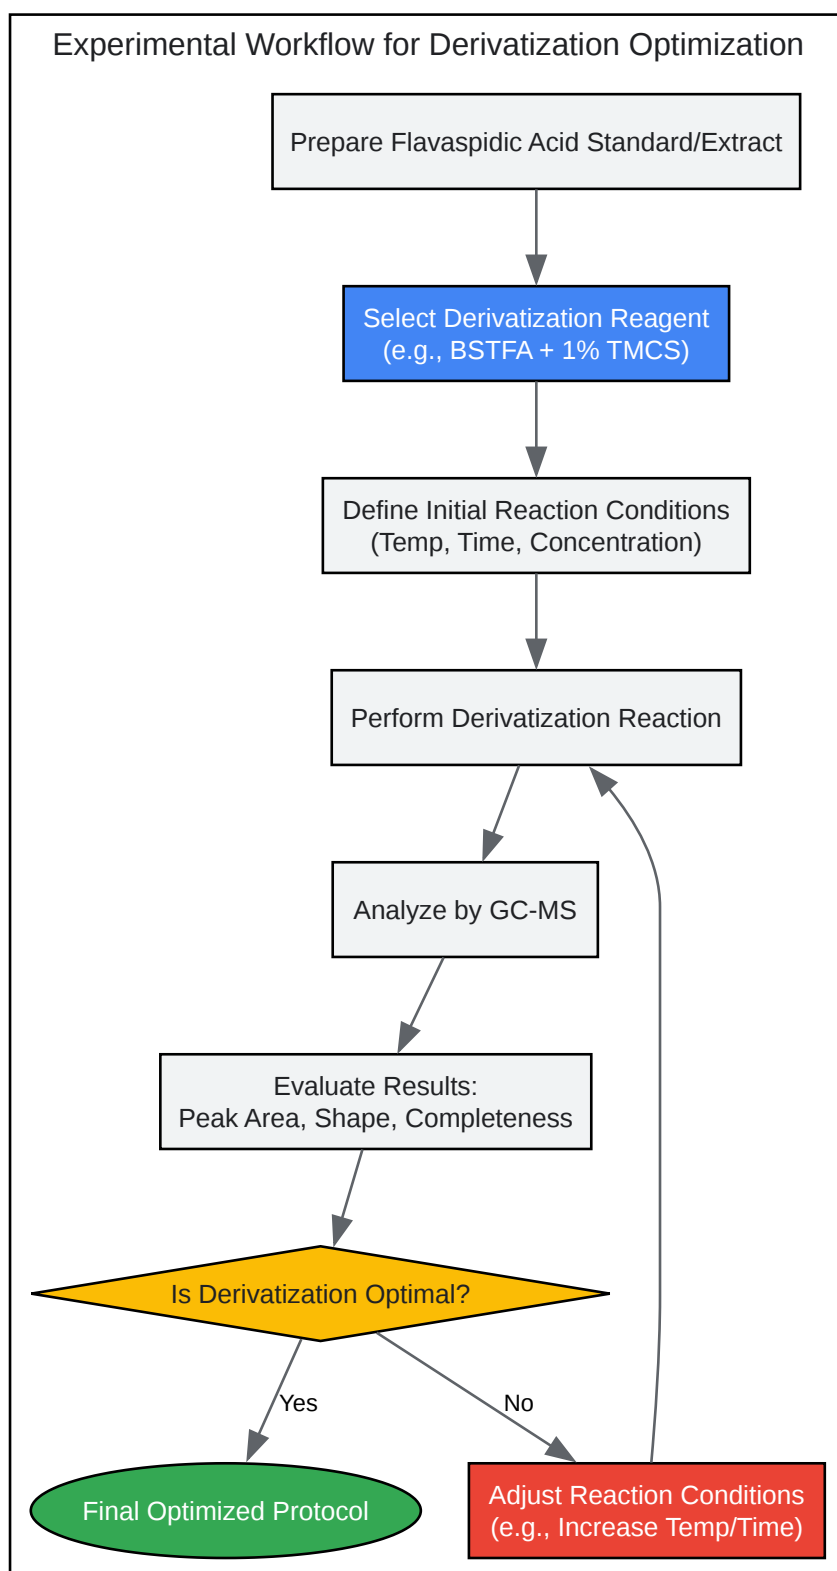 Experimental Workflow for Derivatization Optimization
Prepare Flavaspidic Acid Standard/Extract
Select Derivatization Reagent
(e.g., BSTFA + 1% TMCS)
Define Initial Reaction Conditions
(Temp, Time, Concentration)
Perform Derivatization Reaction
Analyze by GC-MS
Evaluate Results:
Peak Area, Shape, Completeness
Is Derivatization Optimal?
Yes
No
Final Optimized Protocol
Adjust Reaction Conditions
(e.g., Increase Temp/Time)